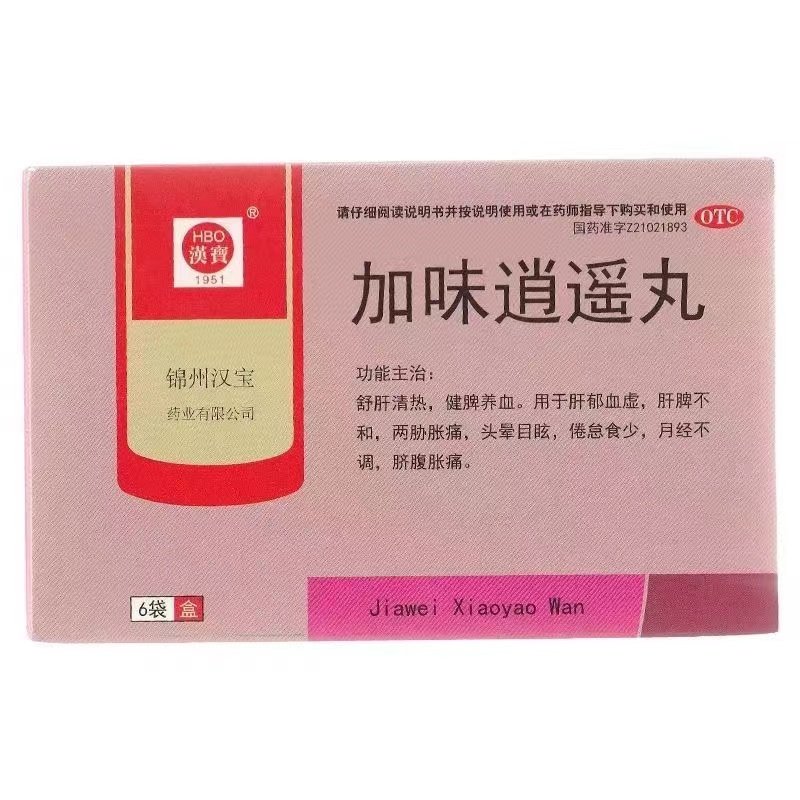 请仔细阅读说明书并按说明使用或在药师指导下购买和使用
OTC
国药准字Z21021893
HBO
漢寶
1951
®
加味逍遥丸
锦州汉宝
药业有限公司
功能主治：
舒肝清热，健脾养血。用于肝郁血虚，肝脾不
和，两胁胀痛，头晕目眩，倦怠食少，月经不
调，脐腹胀痛。
6袋 盒
Jiawei Xiaoyao Wan